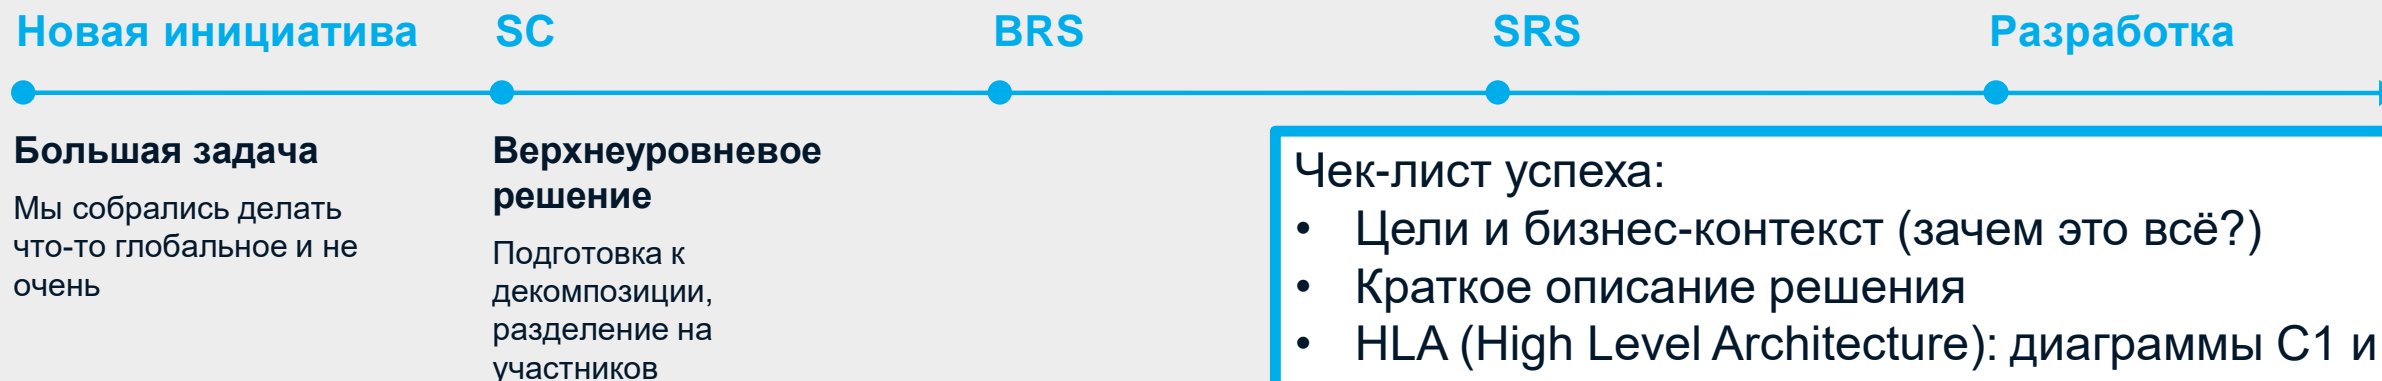 Новая инициатива
SC
BRS
SRS
Разработка
Большая задача
Мы собрались делать
что-то глобальное и не
очень
Верхнеуровневое
решение
Подготовка к
декомпозиции,
разделение на
участников
Чек-лист успеха:
• Цели и бизнес-контекст (зачем это всё?)
• Краткое описание решения
• HLA (High Level Architecture): диаграммы C1 и